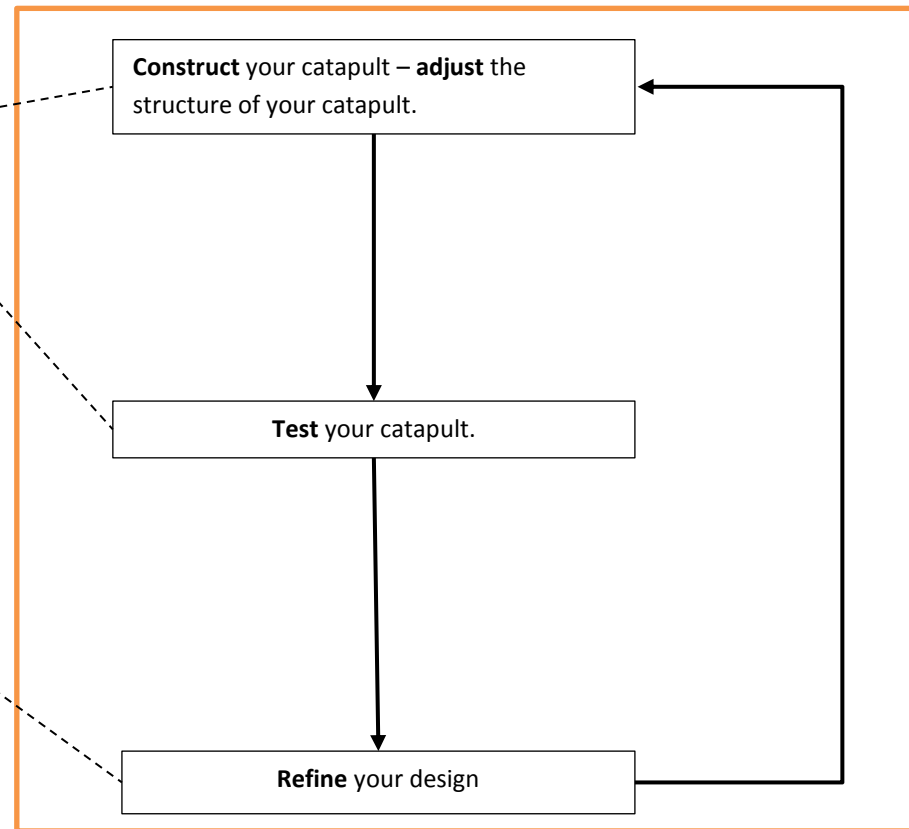 Construct your catapult – adjust the
structure of your catapult.
Test your catapult.
Refine your design